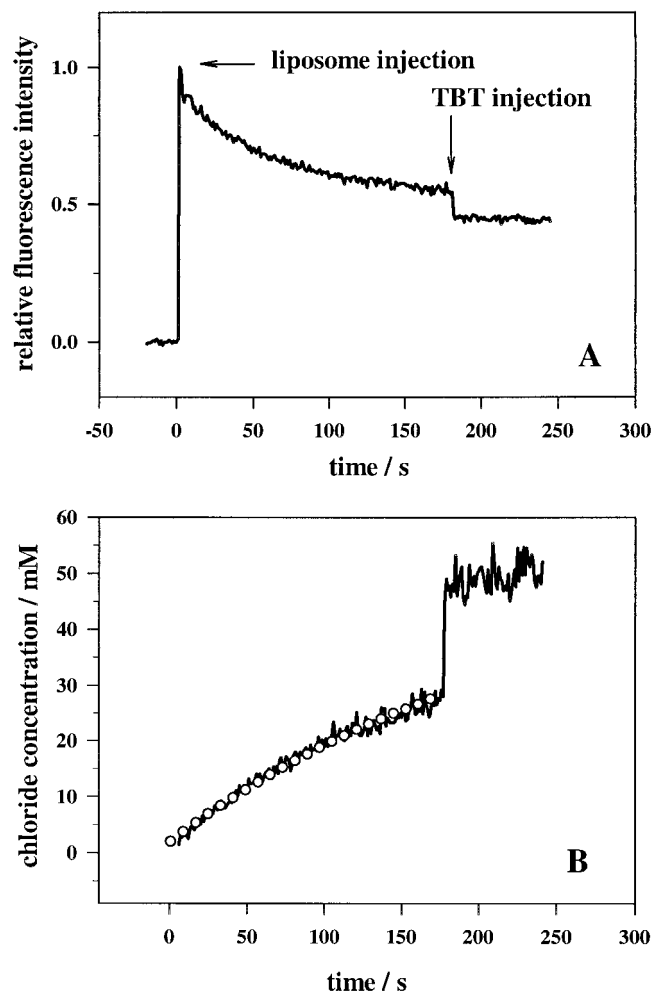 1.0
liposome injection
TBT injection
relative fluorescence intensity
0.5
0.0
A
-50 0 50 100 150 200 250 300
time / s
60
50
40
chloride concentration / mM
30
20
10
0
B
0 50 100 150 200 250 300
time / s